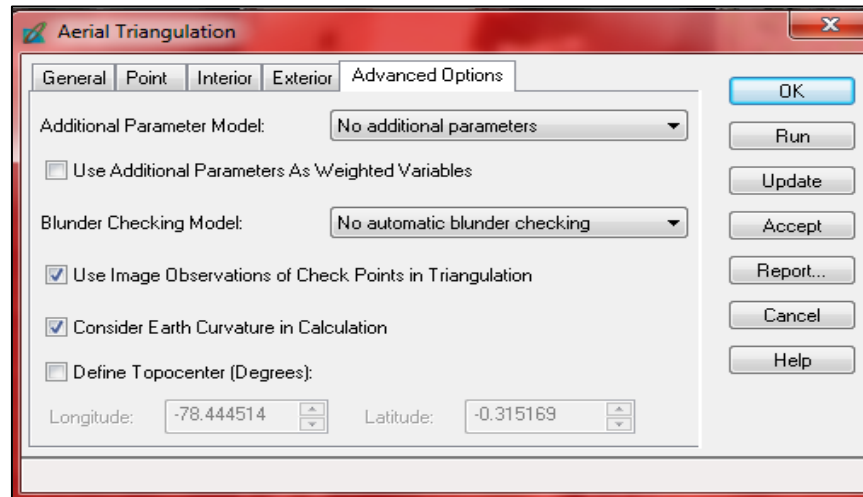 Aerial Triangulation
General Point Interior Exterior Advanced Options
Additional Parameter Model: No additional parameters
Use Additional Parameters As Weighted Variables
Blunder Checking Model: No automatic blunder checking
Use Image Observations of Check Points in Triangulation
Consider Earth Curvature in Calculation
Define Topocenter (Degrees):
Longitude: -78.444514 Latitude: -0.315169
OK
Run
Update
Accept
Report...
Cancel
Help